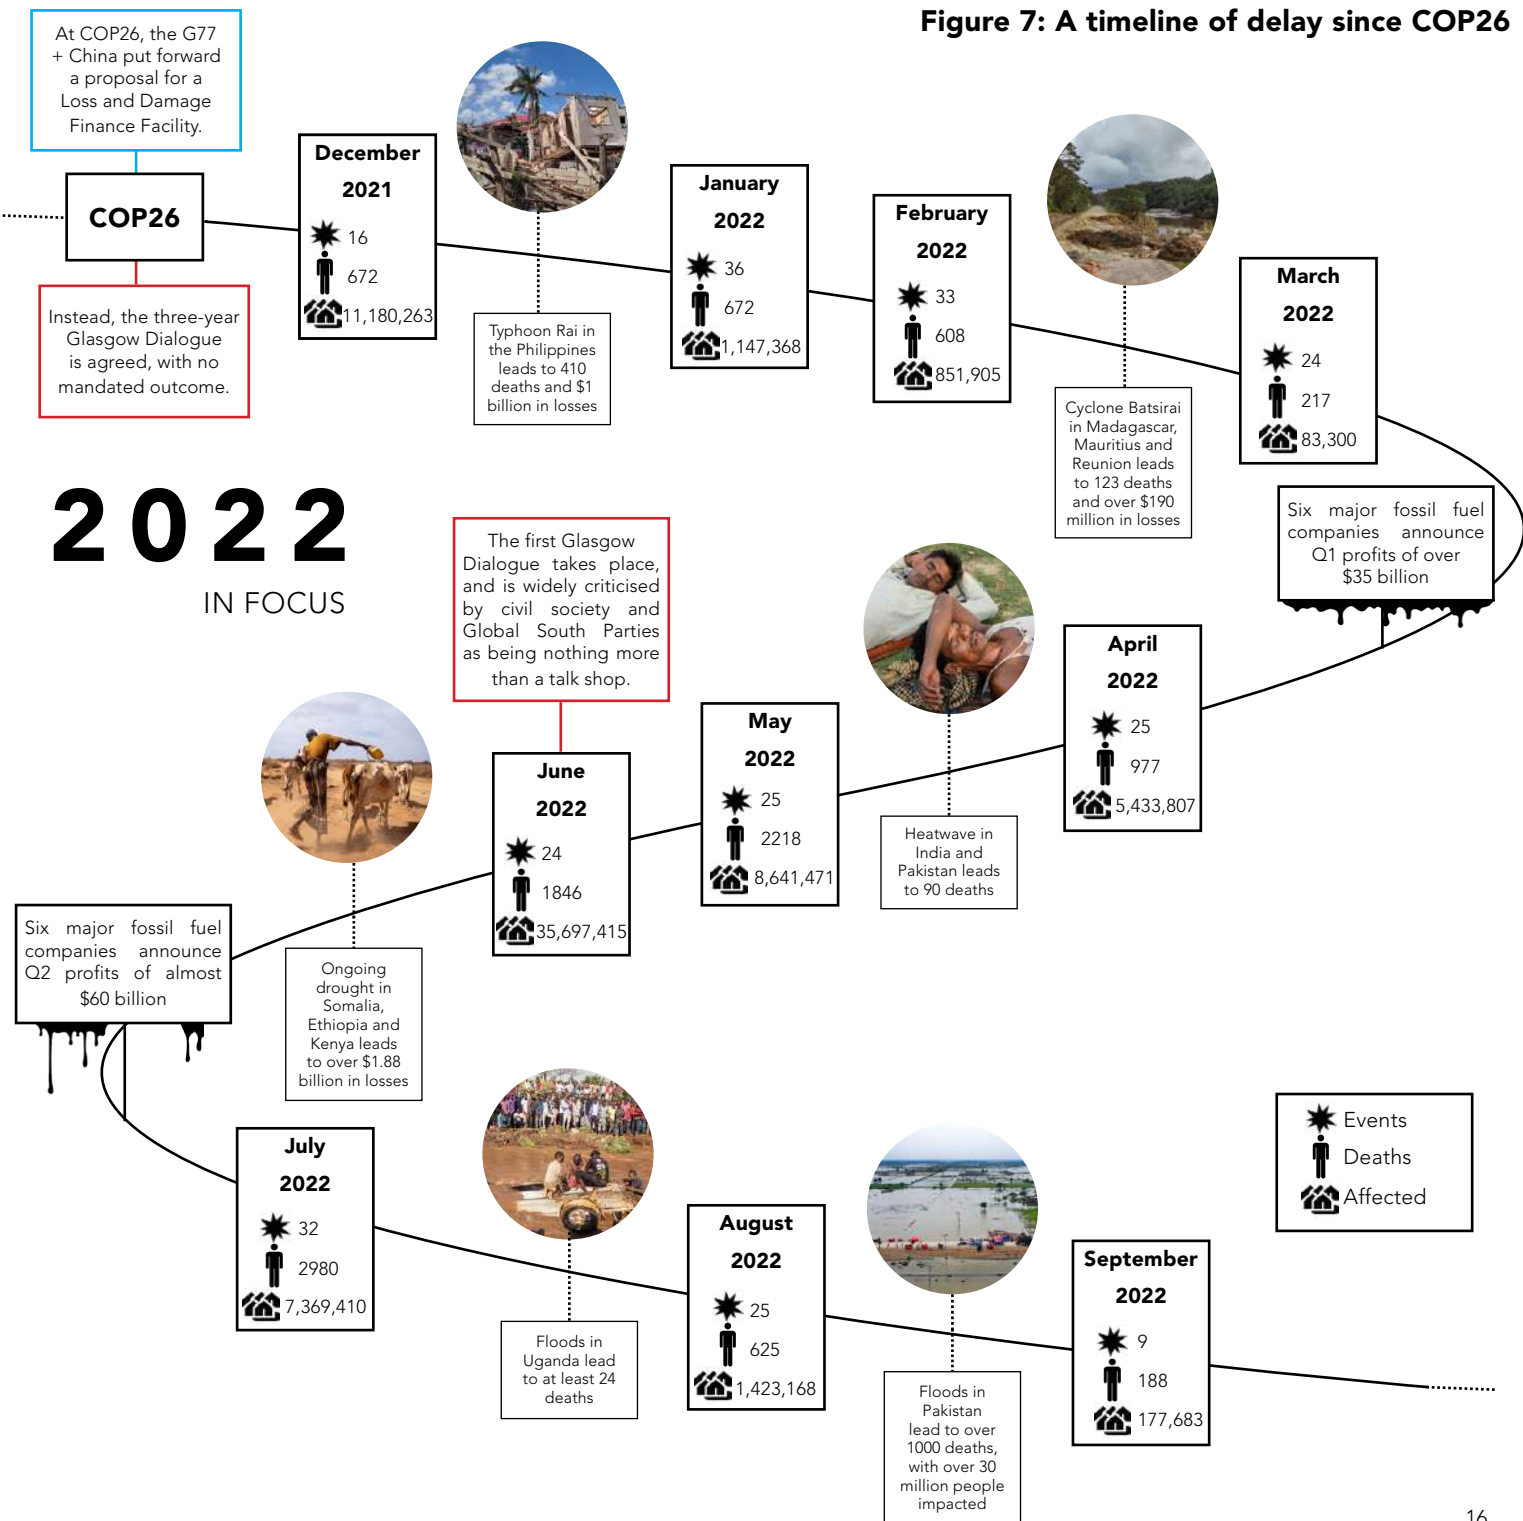 Figure 7: A timeline of delay since COP26
At COP26, the G77
+ China put forward
a proposal for a
Loss and Damage
Finance Facility.
COP26
Instead, the three-year
Glasgow Dialogue
is agreed, with no
mandated outcome.
December
2021
16
672
11,180,263
Typhoon Rai in
the Philippines
leads to 410
deaths and $1
billion in losses
January
2022
36
672
1,147,368
February
2022
33
608
851,905
Cyclone Batsirai
in Madagascar,
Mauritius and
Reunion leads
to 123 deaths
and over $190
million in losses
March
2022
24
217
83,300
2022
IN FOCUS
Six major fossil fuel
companies announce
Q1 profits of over
$35 billion
April
2022
25
977
5,433,807
Heatwave in
India and
Pakistan leads
to 90 deaths
May
2022
25
2218
8,641,471
The first Glasgow
Dialogue takes place,
and is widely criticised
by civil society and
Global South Parties
as being nothing more
than a talk shop.
June
2022
24
1846
35,697,415
Ongoing
drought in
Somalia,
Ethiopia and
Kenya leads
to over $1.88
billion in losses
Six major fossil fuel
companies announce
Q2 profits of almost
$60 billion
July
2022
32
2980
7,369,410
Floods in
Uganda lead
to at least 24
deaths
August
2022
25
625
1,423,168
Floods in
Pakistan
lead to over
1000 deaths,
with over 30
million people
impacted
September
2022
9
188
177,683
Events
Deaths
Affected
16